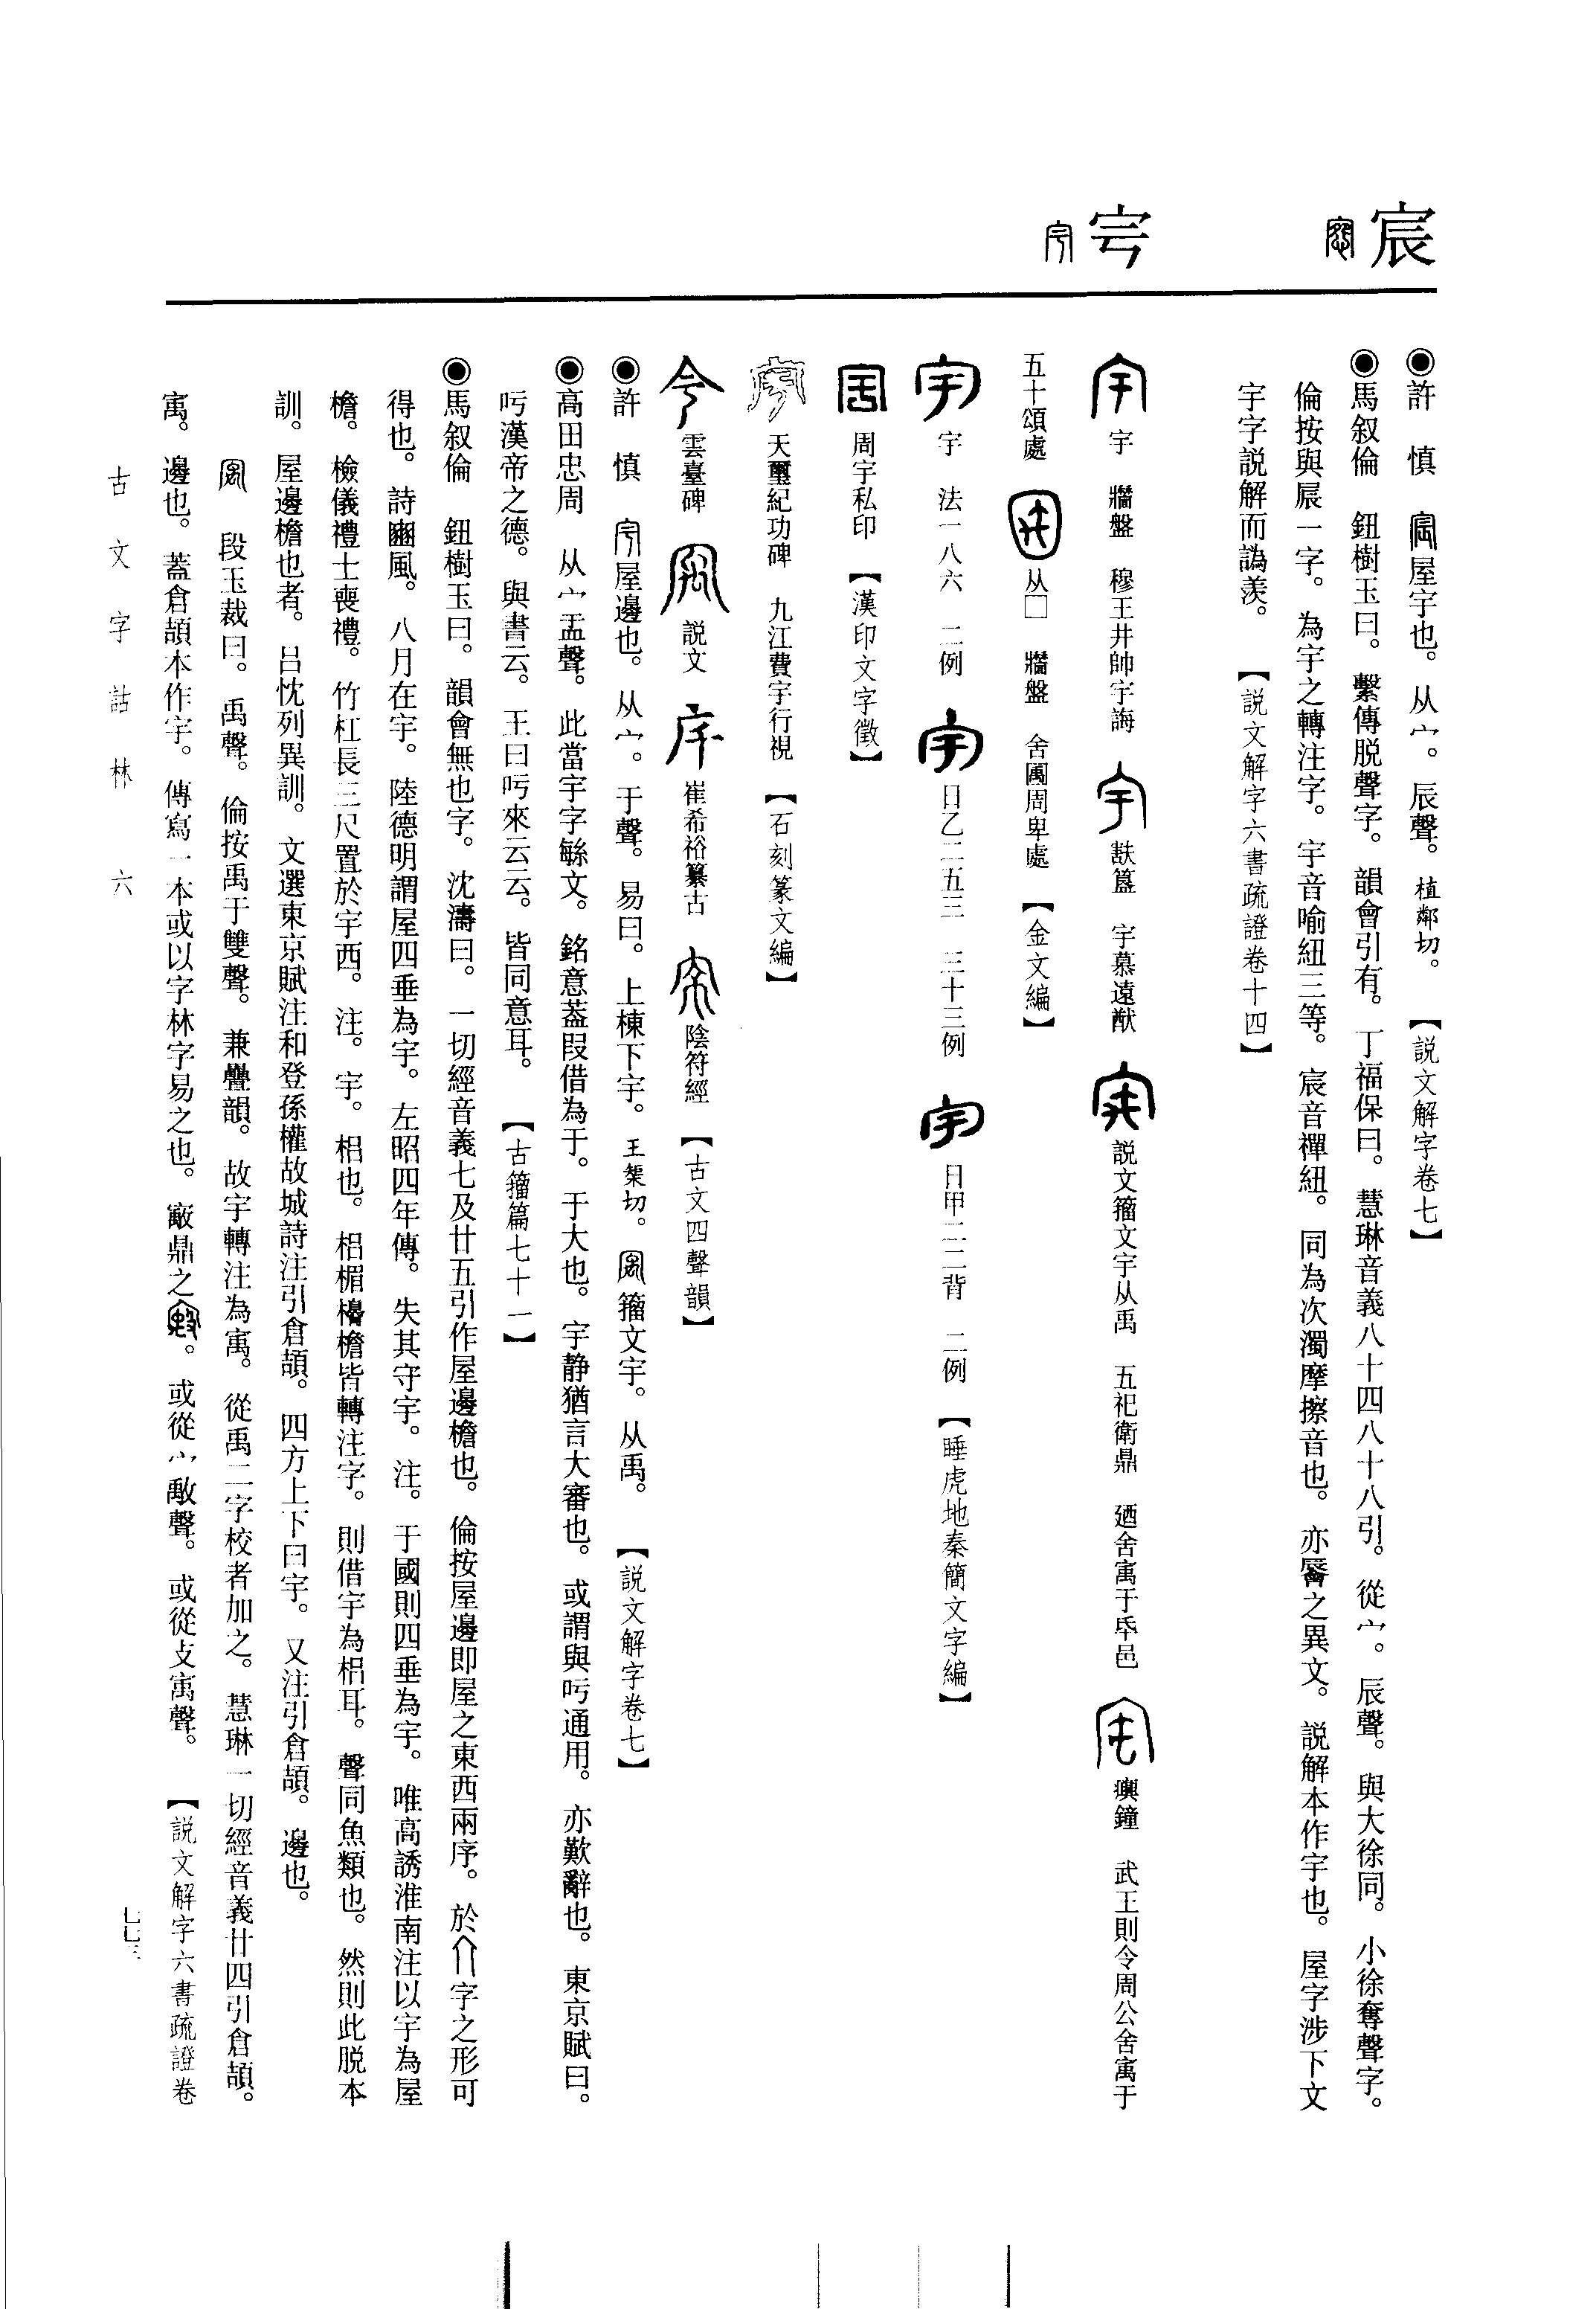 宸
㝢
●許　慎　屋宇也。从宀。辰聲。植鄰切。【説文解字卷七】
●馬叙倫　鈕樹玉曰。繫傳脱聲字。韻會引有。丁福保曰。慧琳音義八十四八十八引。從宀。辰聲。與大徐同。小徐奪聲字。
倫按與㫳一字。為宇之轉注字。宇音喻紐三等。宸音禪紐。同為次濁摩擦音也。亦脣之異文。説解本作宇也。屋字涉下文
宇字説解而譌羨。【説文解字六書疏證卷十四】
宇　牆盤　穆王井帥宇誨　㝬簋　宇慕遠猷　説文籀文宇从禹　五祀衛鼎　廼舍寓于厥邑　𤼈鐘　武王則令周公舍寓于
五十頌處　从囗　牆盤　舍圅周卑處【金文編】
宇　法一八六　二例　日乙二五三　三十三例　日甲二二背　二例【睡虎地秦簡文字編】
周宇私印【漢印文字徵】
天璽紀功碑　九江費宇行視【石刻篆文編】
雲臺碑　説文　崔希裕纂古　陰符經【古文四聲韻】
●許　慎　屋邊也。从宀。于聲。易曰。上棟下宇。王榘切。籀文宇。从禹。【説文解字卷七】
●高田忠周　从宀盂聲。此當宇字緐文。銘意葢叚借為于。于大也。宇静猶言大審也。或謂與吁通用。亦歎辭也。東京賦曰。
吁漢帝之德。與書云。王曰吁來云云。皆同意耳。【古籀篇七十一】
●馬叙倫　鈕樹玉曰。韻會無也字。沈濤曰。一切經音義七及廿五引作屋邊檐也。倫按屋邊即屋之東西兩序。於字之形可
得也。詩豳風。八月在宇。陸德明謂屋四垂為宇。左昭四年傳。失其守宇。注。于國則四垂為宇。唯高誘淮南注以宇為屋
檐。檢儀禮士喪禮。竹杠長三尺置於宇西。注。宇。梠也。梠楣櫋檐皆轉注字。則借宇為梠耳。聲同魚類也。然則此脱本
訓。屋邊檐也者。吕忱列異訓。文選東京賦注和登孫權故城詩注引倉頡。四方上下曰宇。又注引倉頡。邊也。
段玉裁曰。禹聲。倫按禹于雙聲。兼疊韻。故宇轉注為寓。從禹二字校者加之。慧琳一切經音義廿四引倉頡。
寓。邊也。蓋倉頡本作宇。傳寫一本或以字林字易之也。㢑鼎之。或從宀敔聲。或從攴寓聲。【説文解字六書疏證卷
古文字詁林　六
七七三